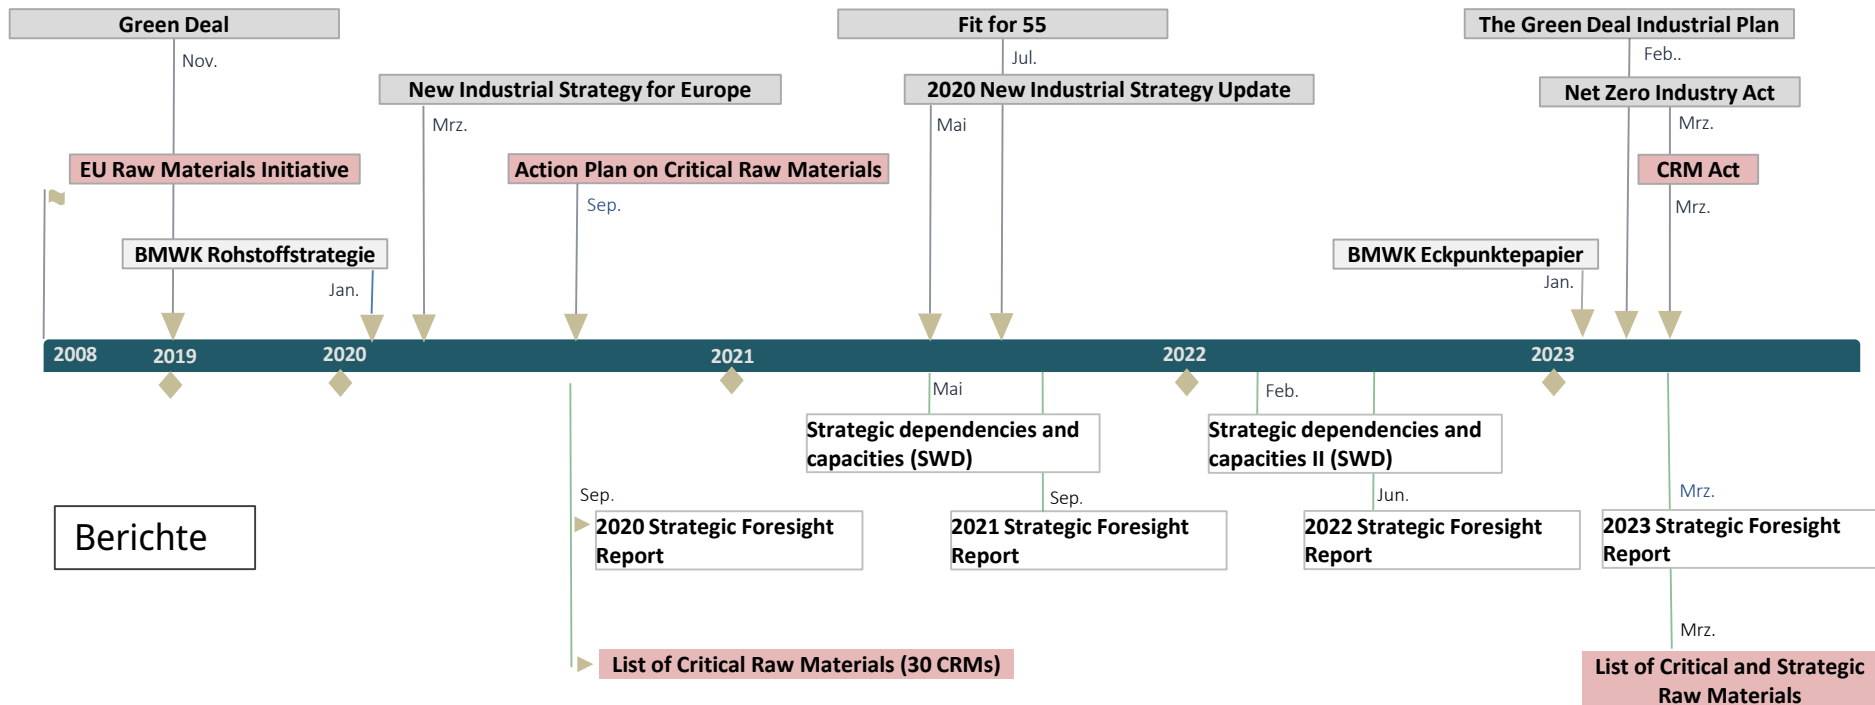 Green Deal
Fit for 55
The Green Deal Industrial Plan
Nov.
Jul.
Feb..
New Industrial Strategy for Europe
2020 New Industrial Strategy Update
Net Zero Industry Act
Mrz.
Mai
Mrz.
EU Raw Materials Initiative
Action Plan on Critical Raw Materials
CRM Act
Sep.
Mrz.
BMWK Rohstoffstrategie
BMWK Eckpunktepapier
Jan.
Jan.
2008
2019
2020
2021
2022
2023
Mai
Feb.
Strategic dependencies and
capacities (SWD)
Strategic dependencies and
capacities II (SWD)
Sep.
Sep.
Jun.
Mrz.
Berichte
2020 Strategic Foresight
Report
2021 Strategic Foresight
Report
2022 Strategic Foresight
Report
2023 Strategic Foresight
Report
Mrz.
List of Critical Raw Materials (30 CRMs)
List of Critical and Strategic
Raw Materials